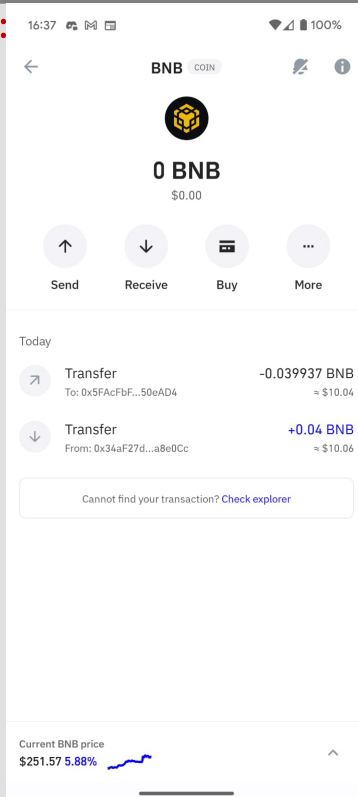 16:37 100%
BNB COIN
0 BNB
$0.00
Send Receive Buy More
Today
Transfer -0.039937 BNB
To: 0x5FAcFbF...50eAD4 ≈ $10.04
Transfer +0.04 BNB
From: 0x34aF27d...a8e0Cc ≈ $10.06
Cannot find your transaction? Check explorer
Current BNB price
$251.57 5.88%